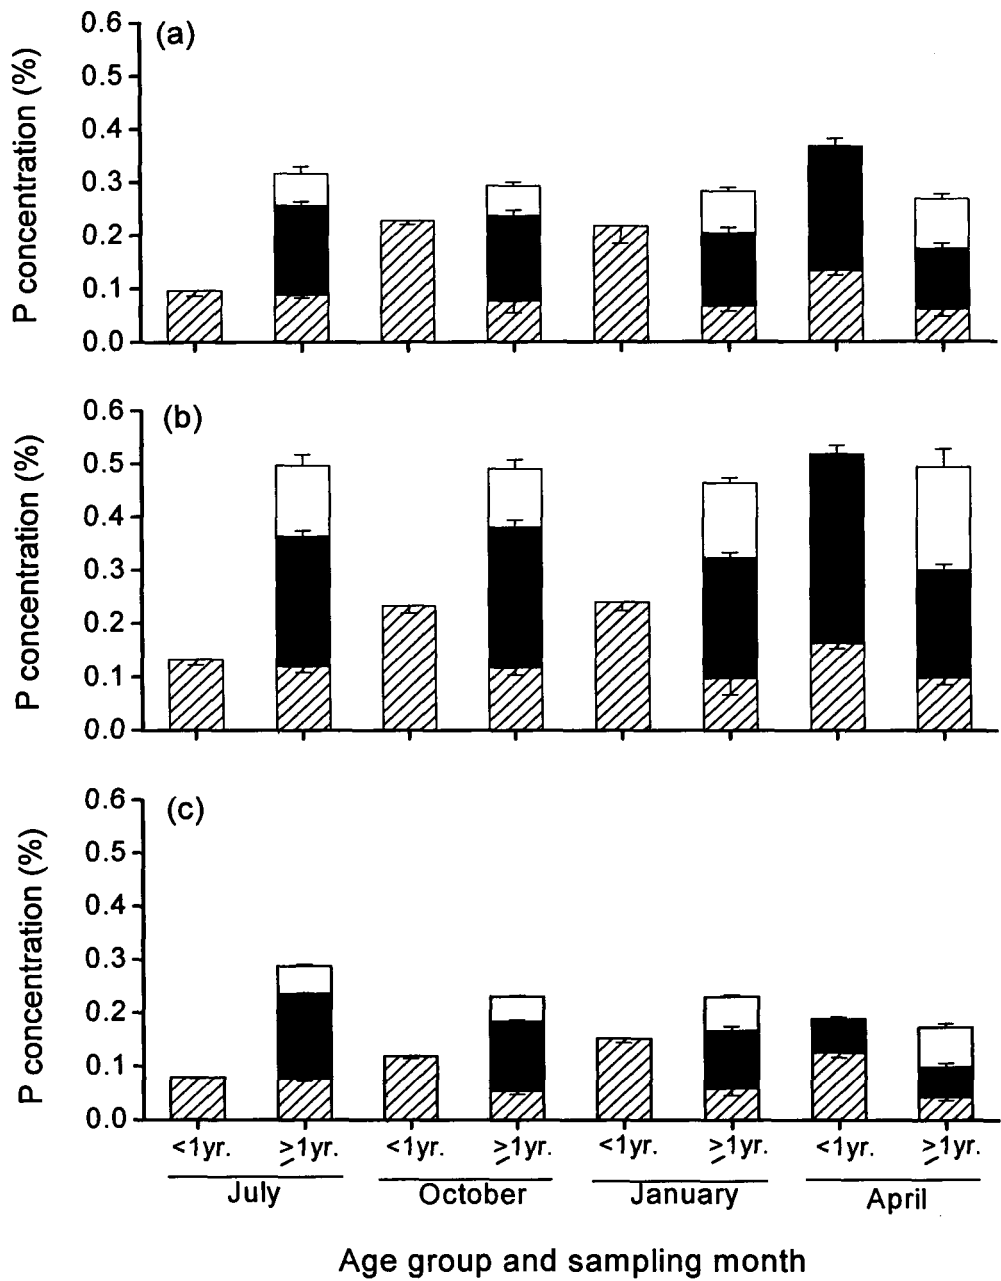 (a)
P concentration (%)
0.6
0.5
0.4
0.3
0.2
0.1
0.0
(b)
P concentration (%)
0.6
0.5
0.4
0.3
0.2
0.1
0.0
(c)
P concentration (%)
0.6
0.5
0.4
0.3
0.2
0.1
0.0
<1yr. ≥1yr. <1yr. ≥1yr. <1yr. ≥1yr. <1yr. ≥1yr.
July October January April
Age group and sampling month